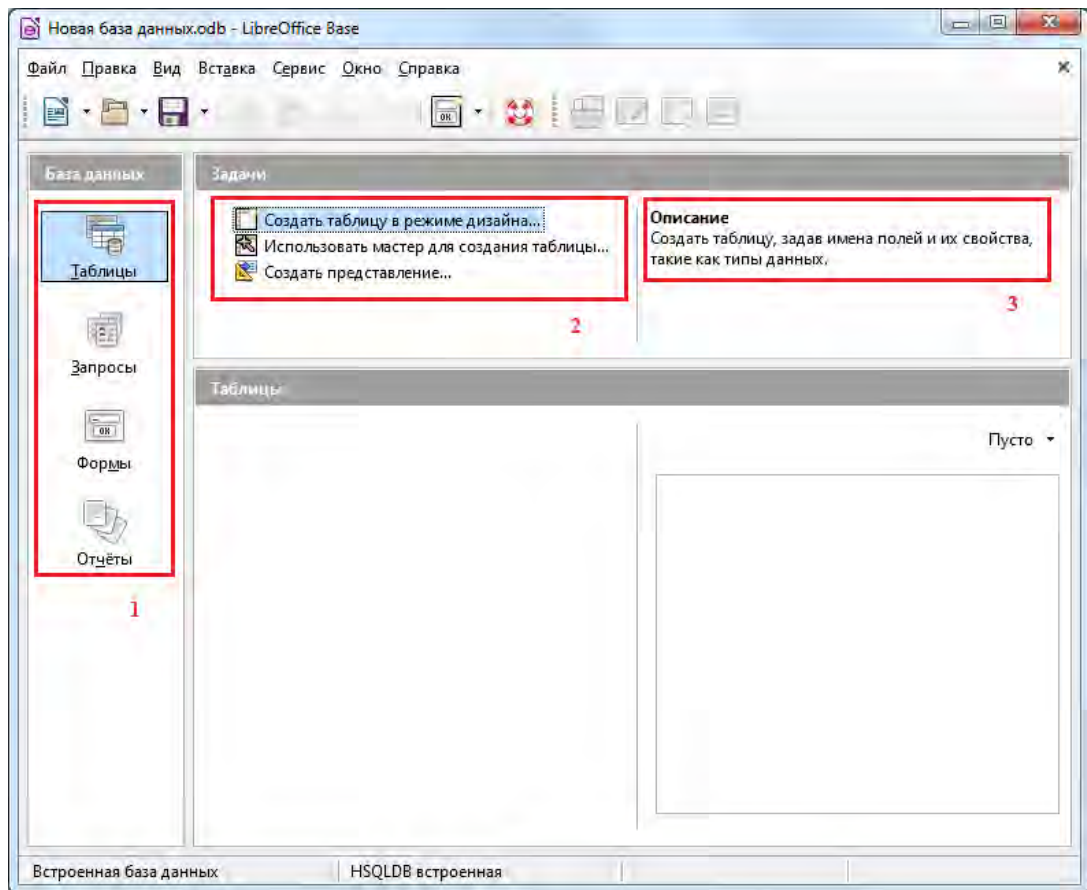 Новая база данных.odb - LibreOffice Base
Файл Правка Вид Вставка Сервис Окно Справка
OK
База данных
Задачи
Таблицы
Запросы
OK
Формы
Отчёты
1
Создать таблицу в режиме дизайна...
Использовать мастер для создания таблицы...
Создать представление...
2
Описание
Создать таблицу, задав имена полей и их свойства,
такие как типы данных.
3
Таблицы
Пусто
Встроенная база данных
HSQLDB встроенная